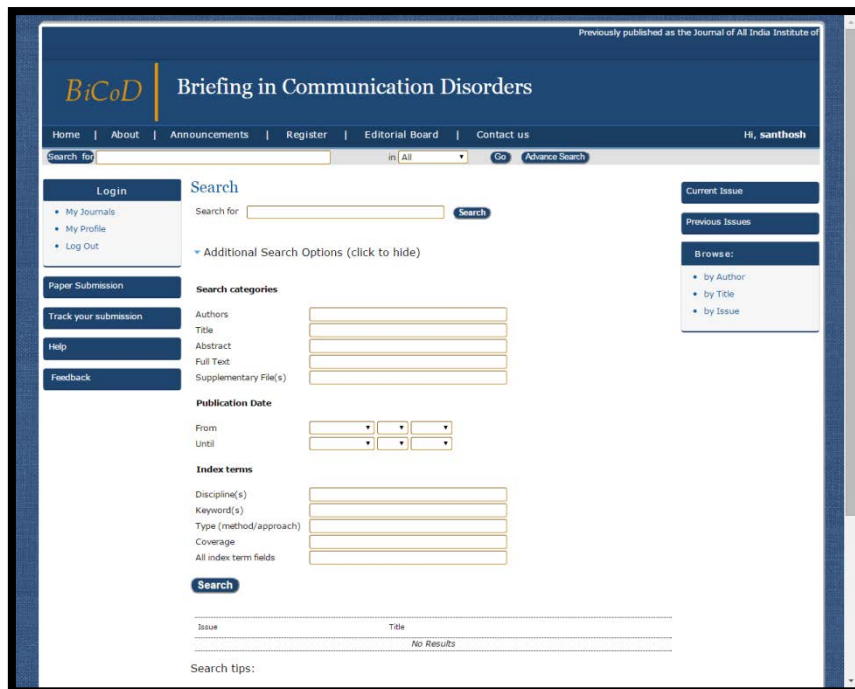 Previously published as the Journal of All India Institute of
BiCoD
Briefing in Communication Disorders
Home | About | Announcements | Register | Editorial Board | Contact us
Hi, santhosh
Search for in All Go Advance Search
Login
My Journals
My Profile
Log Out
Paper Submission
Track your submission
Help
Feedback
Search
Search for Search
Additional Search Options (click to hide)
Search categories
Authors
Title
Abstract
Full Text
Supplementary File(s)
Publication Date
From
Until
Index terms
Discipline(s)
Keyword(s)
Type (method/approach)
Coverage
All index term fields
Search
Issue Title
No Results
Search tips:
Current Issue
Previous Issues
Browse:
by Author
by Title
by Issue